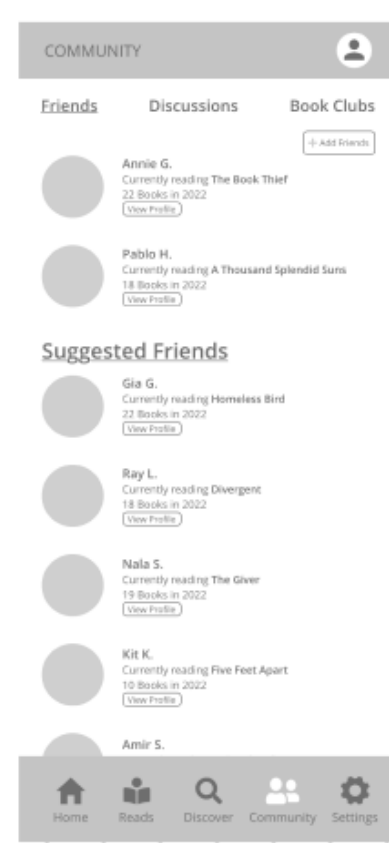 COMMUNITY
Friends Discussions Book Clubs
+ Add Friends
Annie G.
Currently reading The Book Thief
22 Books in 2022
View Profile
Pablo H.
Currently reading A Thousand Splendid Suns
18 Books in 2022
View Profile
Suggested Friends
Gia G.
Currently reading Homeless Bird
22 Books in 2022
View Profile
Ray L.
Currently reading Divergent
18 Books in 2022
View Profile
Nala S.
Currently reading The Giver
19 Books in 2022
View Profile
Kit K.
Currently reading Five Feet Apart
10 Books in 2022
View Profile
Amir S.
Home Reads Discover Community Settings